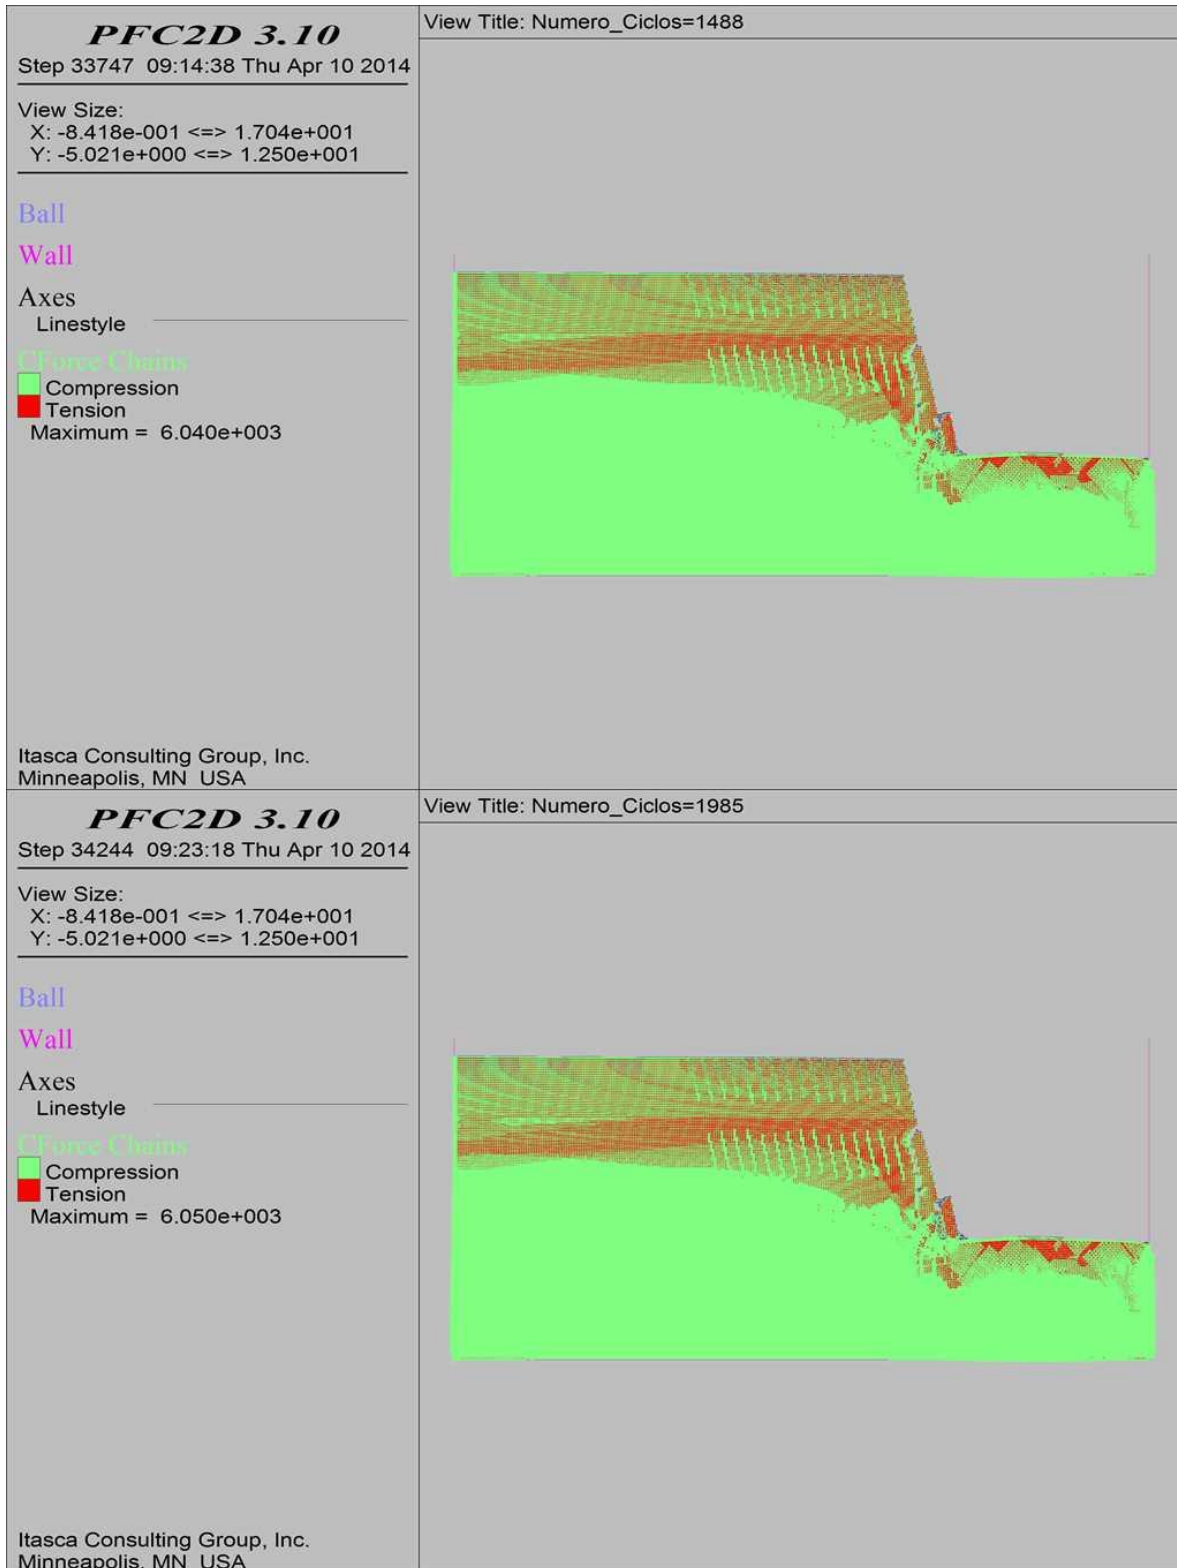 PFC2D 3.10
Step 33747 09:14:38 Thu Apr 10 2014
View Size:
X: -8.418e-001 <=> 1.704e+001
Y: -5.021e+000 <=> 1.250e+001
Ball
Wall
Axes
Linestyle
CForce Chains
Compression
Tension
Maximum = 6.040e+003
Itasca Consulting Group, Inc.
Minneapolis, MN USA
View Title: Numero_Ciclos=1488
PFC2D 3.10
Step 34244 09:23:18 Thu Apr 10 2014
View Size:
X: -8.418e-001 <=> 1.704e+001
Y: -5.021e+000 <=> 1.250e+001
Ball
Wall
Axes
Linestyle
CForce Chains
Compression
Tension
Maximum = 6.050e+003
Itasca Consulting Group, Inc.
Minneapolis, MN USA
View Title: Numero_Ciclos=1985